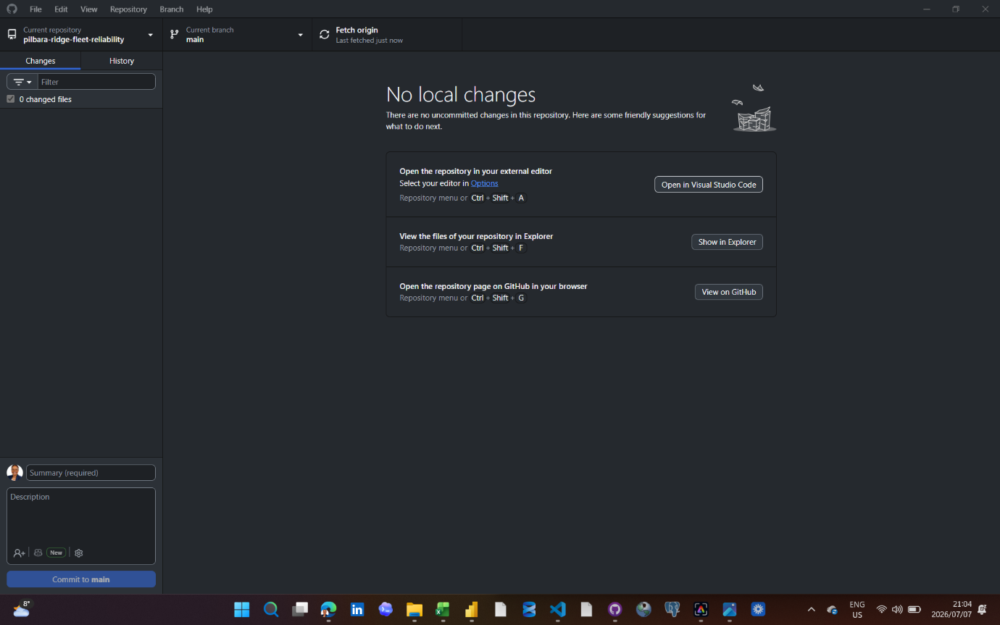 File Edit View Repository Branch Help
Current repository
pilbara-ridge-fleet-reliability
Current branch
main
Fetch origin
Last fetched just now
Changes
History
Filter
0 changed files
No local changes
There are no uncommitted changes in this repository. Here are some friendly suggestions for
what to do next.
Open the repository in your external editor
Select your editor in Options
Repository menu or Ctrl + Shift + A
Open in Visual Studio Code
View the files of your repository in Explorer
Repository menu or Ctrl + Shift + F
Show in Explorer
Open the repository page on GitHub in your browser
Repository menu or Ctrl + Shift + G
View on GitHub
Summary (required)
Description
New
Commit to main
8°
in
ENG
US
21:04
2026/07/07